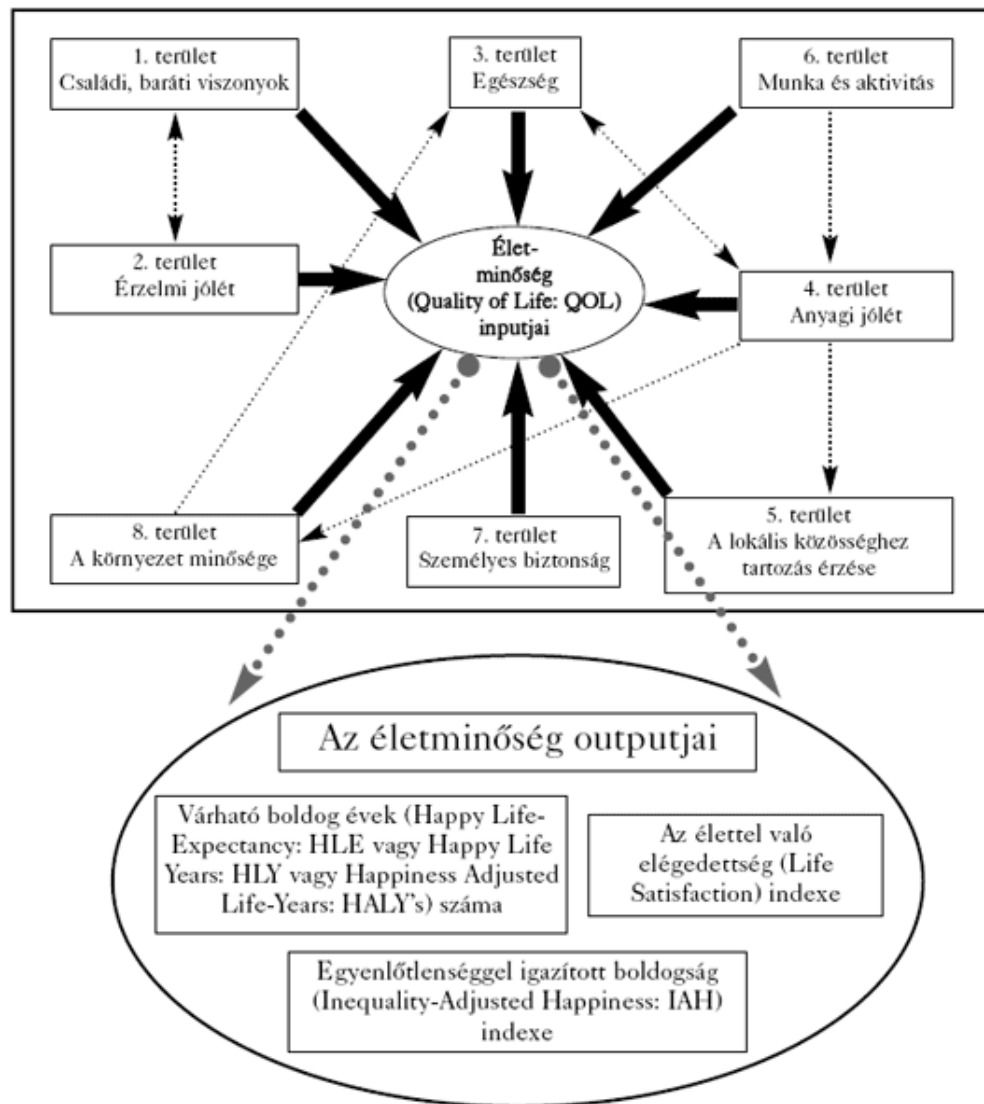 1. terület
Családi, baráti viszonyok
3. terület
Egészség
6. terület
Munka és aktivitás
2. terület
Érzelmi jólét
Élet-
minőség
(Quality of Life: QOL)
inputjai
4. terület
Anyagi jólét
8. terület
A környezet minősége
7. terület
Személyes biztonság
5. terület
A lokális közösséghez
tartozás érzése
Az életminőség outputjai
Várható boldog évek (Happy Life-
Expectancy: HLE vagy Happy Life
Years: HLY vagy Happiness Adjusted
Life-Years: HALY's) száma
Az élettel való
elégedettség (Life
Satisfaction) indexe
Egyenlőtlenséggel igazított boldogság
(Inequality-Adjusted Happiness: IAH)
indexe